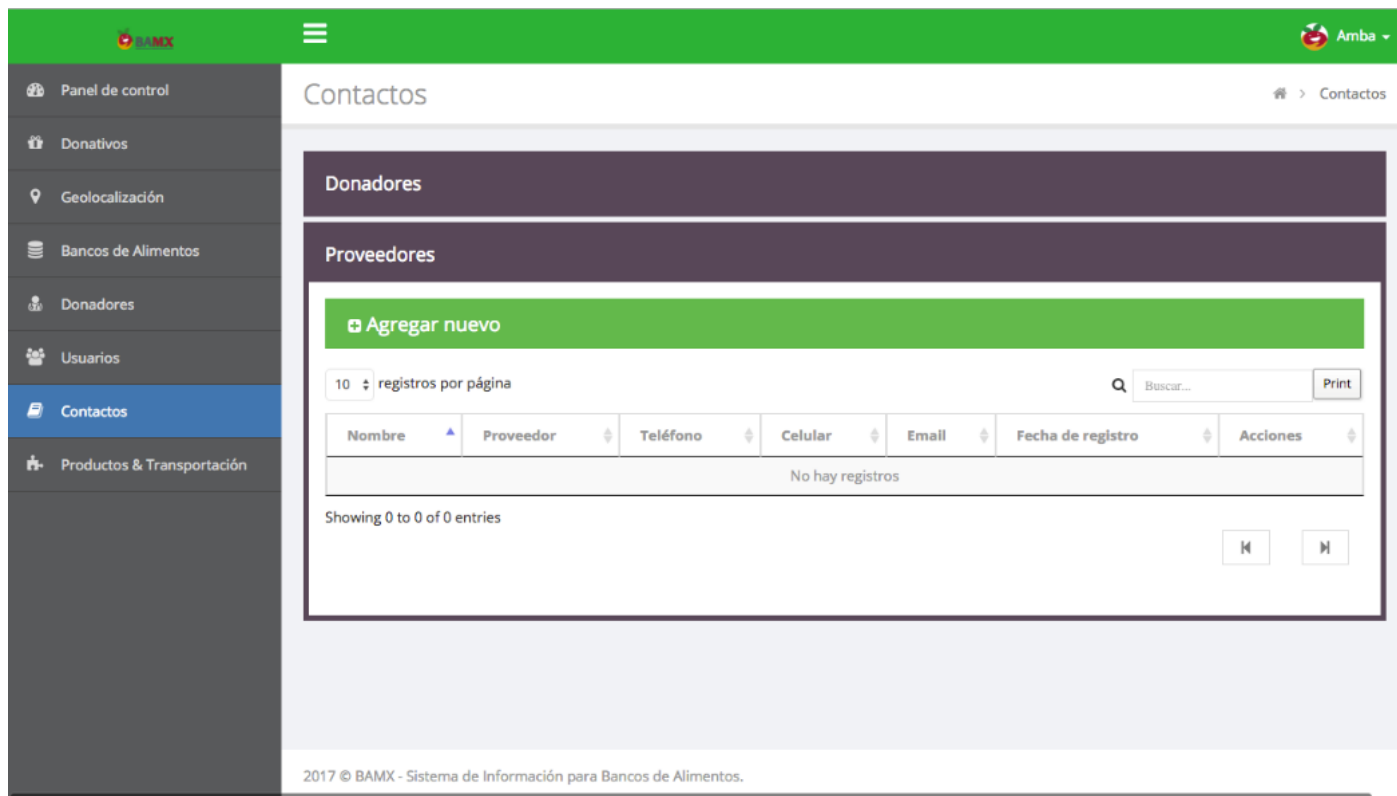 BAMX
Amba
Panel de control
Donativos
Geolocalización
Bancos de Alimentos
Donadores
Usuarios
Contactos
Productos & Transportación
Contactos
> Contactos
Donadores
Proveedores
Agregar nuevo
10 registros por página
Buscar...
Print
Nombre Proveedor Teléfono Celular Email Fecha de registro Acciones
No hay registros
Showing 0 to 0 of 0 entries
2017 © BAMX - Sistema de Información para Bancos de Alimentos.